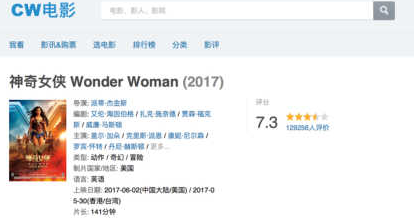 CW电影
电影、影人、影院
我看 影讯&购票 选电影 排行榜 分类 影评
神奇女侠 Wonder Woman (2017)
导演: 派蒂·杰金斯
编剧: 艾伦·海因伯格 / 扎克·施奈德 / 贾森·福克
斯 / 威廉·马斯顿
主演: 盖尔·加朵 / 克里斯·派恩 / 康妮·尼尔森 /
罗宾·怀特 / 丹尼·赫斯顿 / 更多...
类型: 动作 / 奇幻 / 冒险
制片国家/地区: 美国
语言: 英语
上映日期: 2017-06-02(中国大陆/美国) / 2017-0
5-30(香港/台湾)
片长: 141分钟
评分
7.3
128258人评价